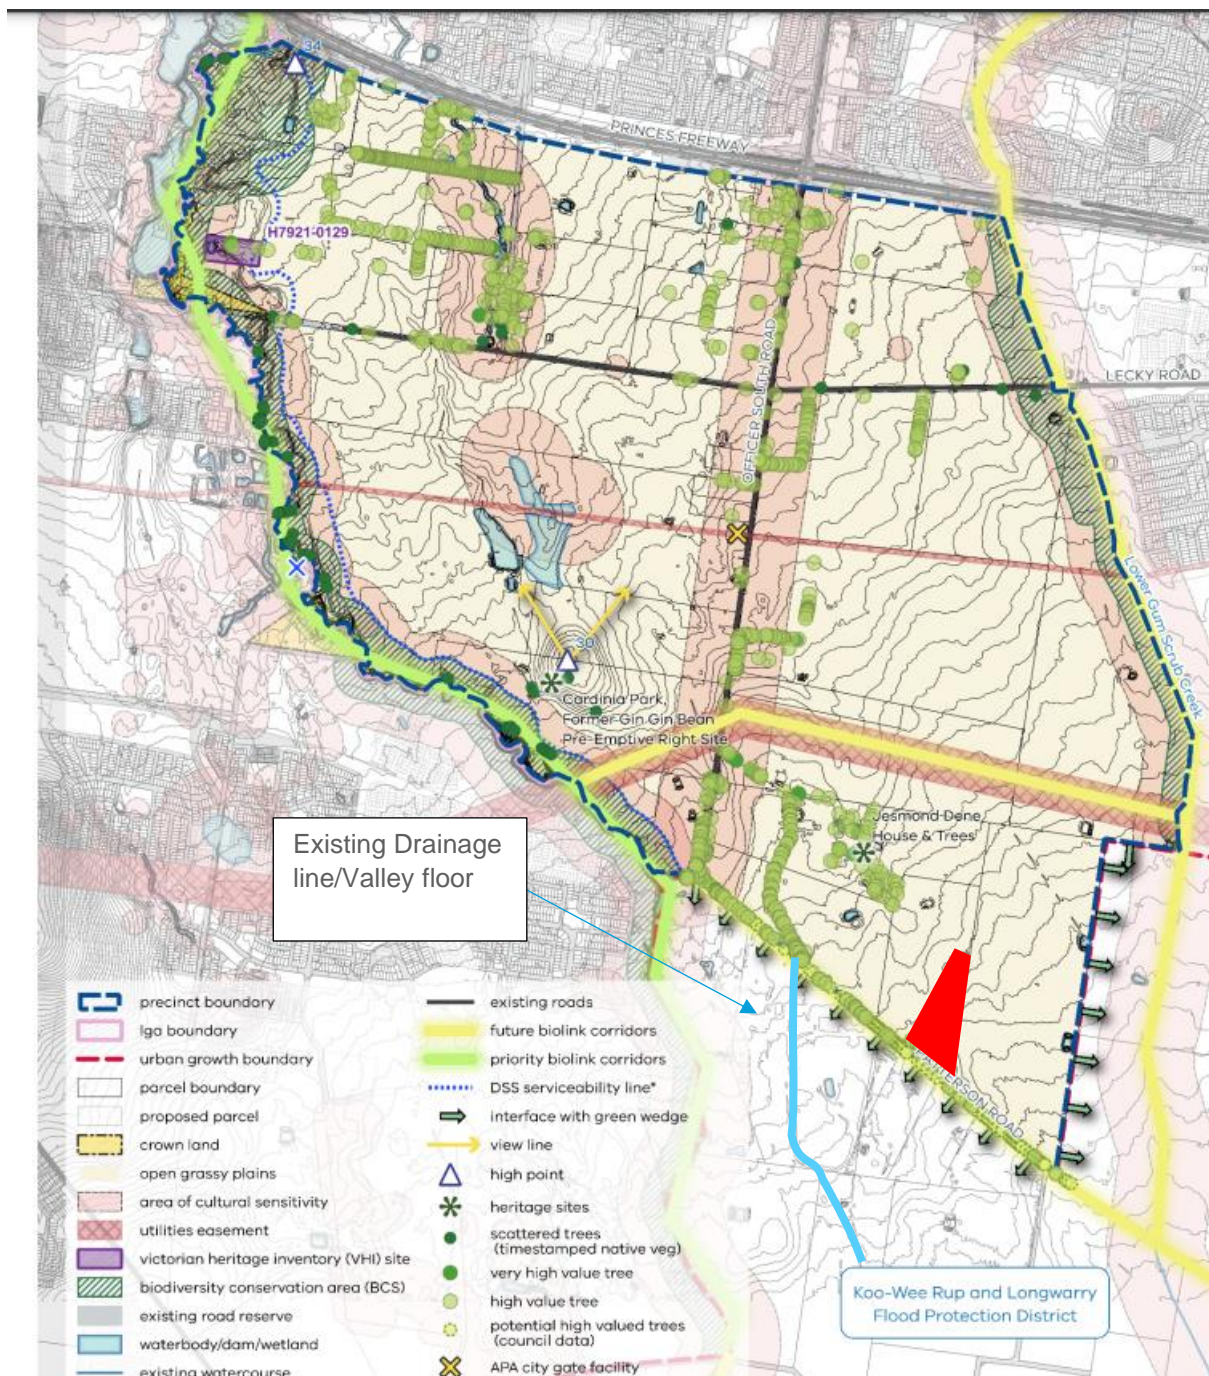 34
PRINCES FREEWAY
H7921-0129
OFFICER SOUTH ROAD
LECKY ROAD
Lower Gum Scrub Creek
30
Cardinia Park,
Former Gin Gin Bean
Pre-Emptive Right Site
Jesmond Dene
House & Trees
Existing Drainage
line/Valley floor
PATTERSON ROAD
Koo-Wee Rup and Longwarry
Flood Protection District
precinct boundary
lga boundary
urban growth boundary
parcel boundary
proposed parcel
crown land
open grassy plains
area of cultural sensitivity
utilities easement
victorian heritage inventory (VHI) site
biodiversity conservation area (BCS)
existing road reserve
waterbody/dam/wetland
existing watercourse
existing roads
future biolink corridors
priority biolink corridors
DSS serviceability line*
interface with green wedge
view line
high point
heritage sites
scattered trees
(timestamped native veg)
very high value tree
high value tree
potential high valued trees
(council data)
APA city gate facility